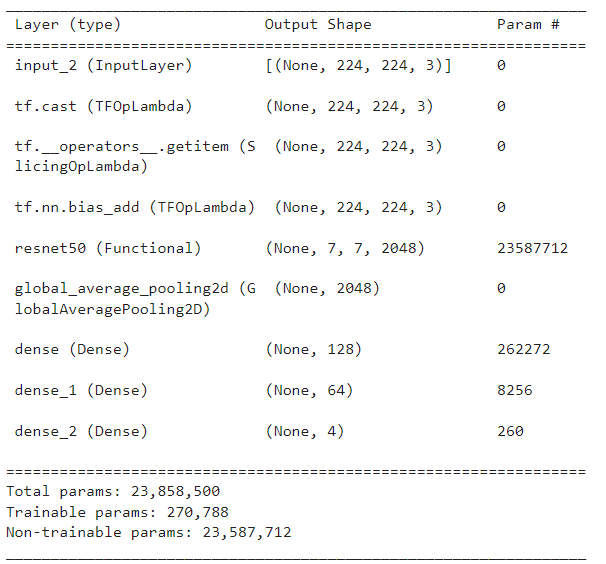 Layer (type) Output Shape Param #
input_2 (InputLayer) [(None, 224, 224, 3)] 0
tf.cast (TFOpLambda) (None, 224, 224, 3) 0
tf.__operators__.getitem (S (None, 224, 224, 3) 0
licingOpLambda)
tf.nn.bias_add (TFOpLambda) (None, 224, 224, 3) 0
resnet50 (Functional) (None, 7, 7, 2048) 23587712
global_average_pooling2d (G (None, 2048) 0
lobalAveragePooling2D)
dense (Dense) (None, 128) 262272
dense_1 (Dense) (None, 64) 8256
dense_2 (Dense) (None, 4) 260
Total params: 23,858,500
Trainable params: 270,788
Non-trainable params: 23,587,712